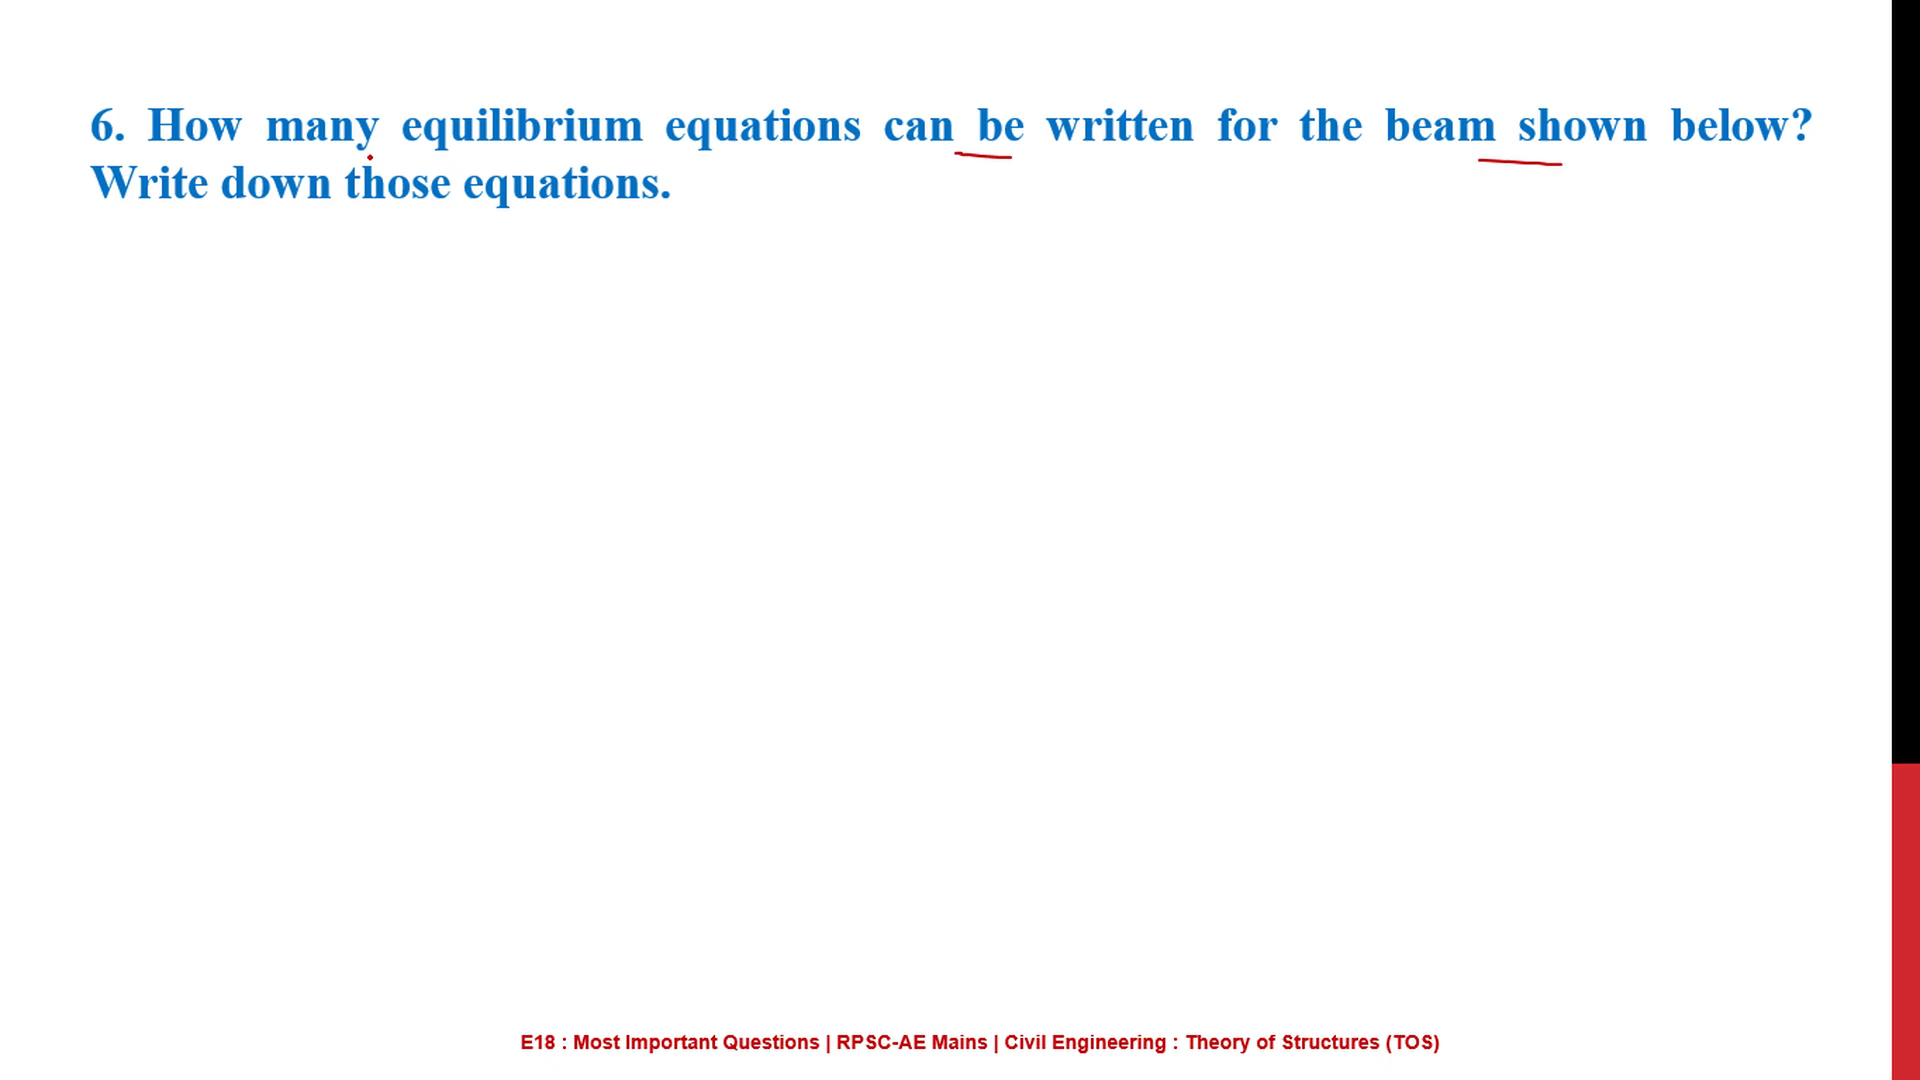 6. How many equilibrium equations can be written for the beam shown below?
Write down those equations.
E18 : Most Important Questions | RPSC-AE Mains | Civil Engineering : Theory of Structures (TOS)